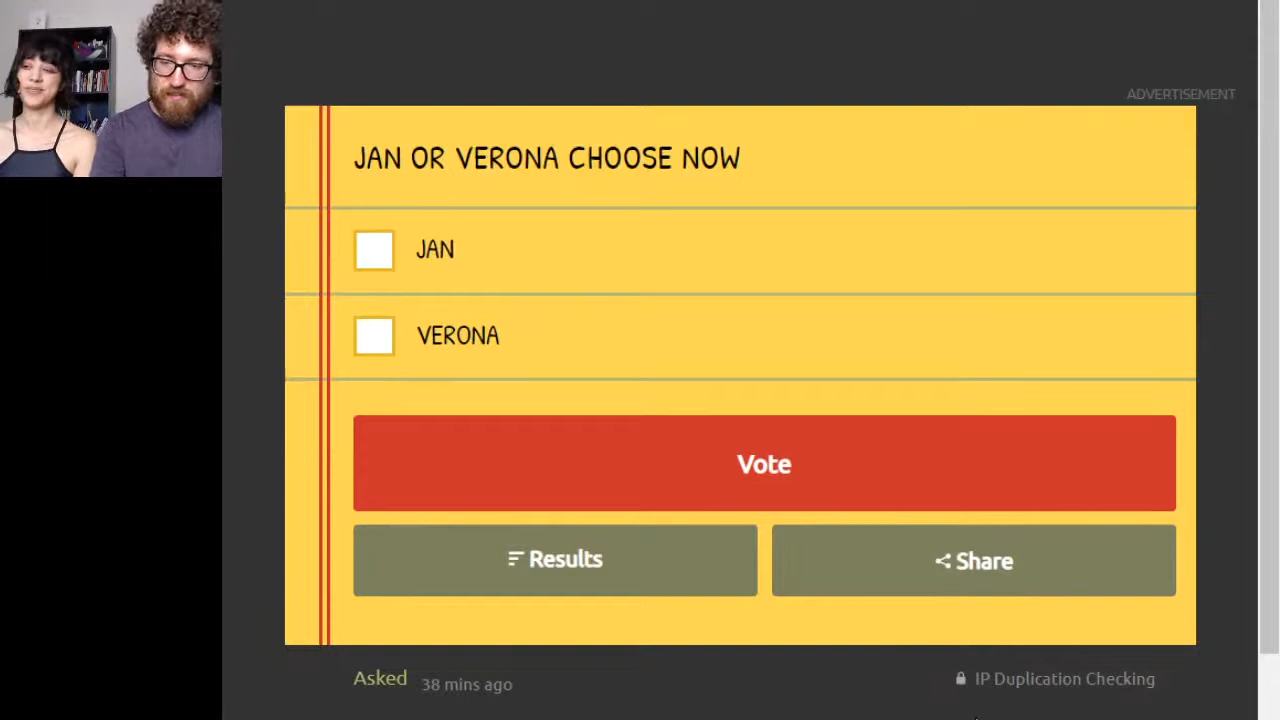 ADVERTISEMENT
JAN OR VERONA CHOOSE NOW
JAN
VERONA
Vote
Results
Share
Asked 38 mins ago
IP Duplication Checking